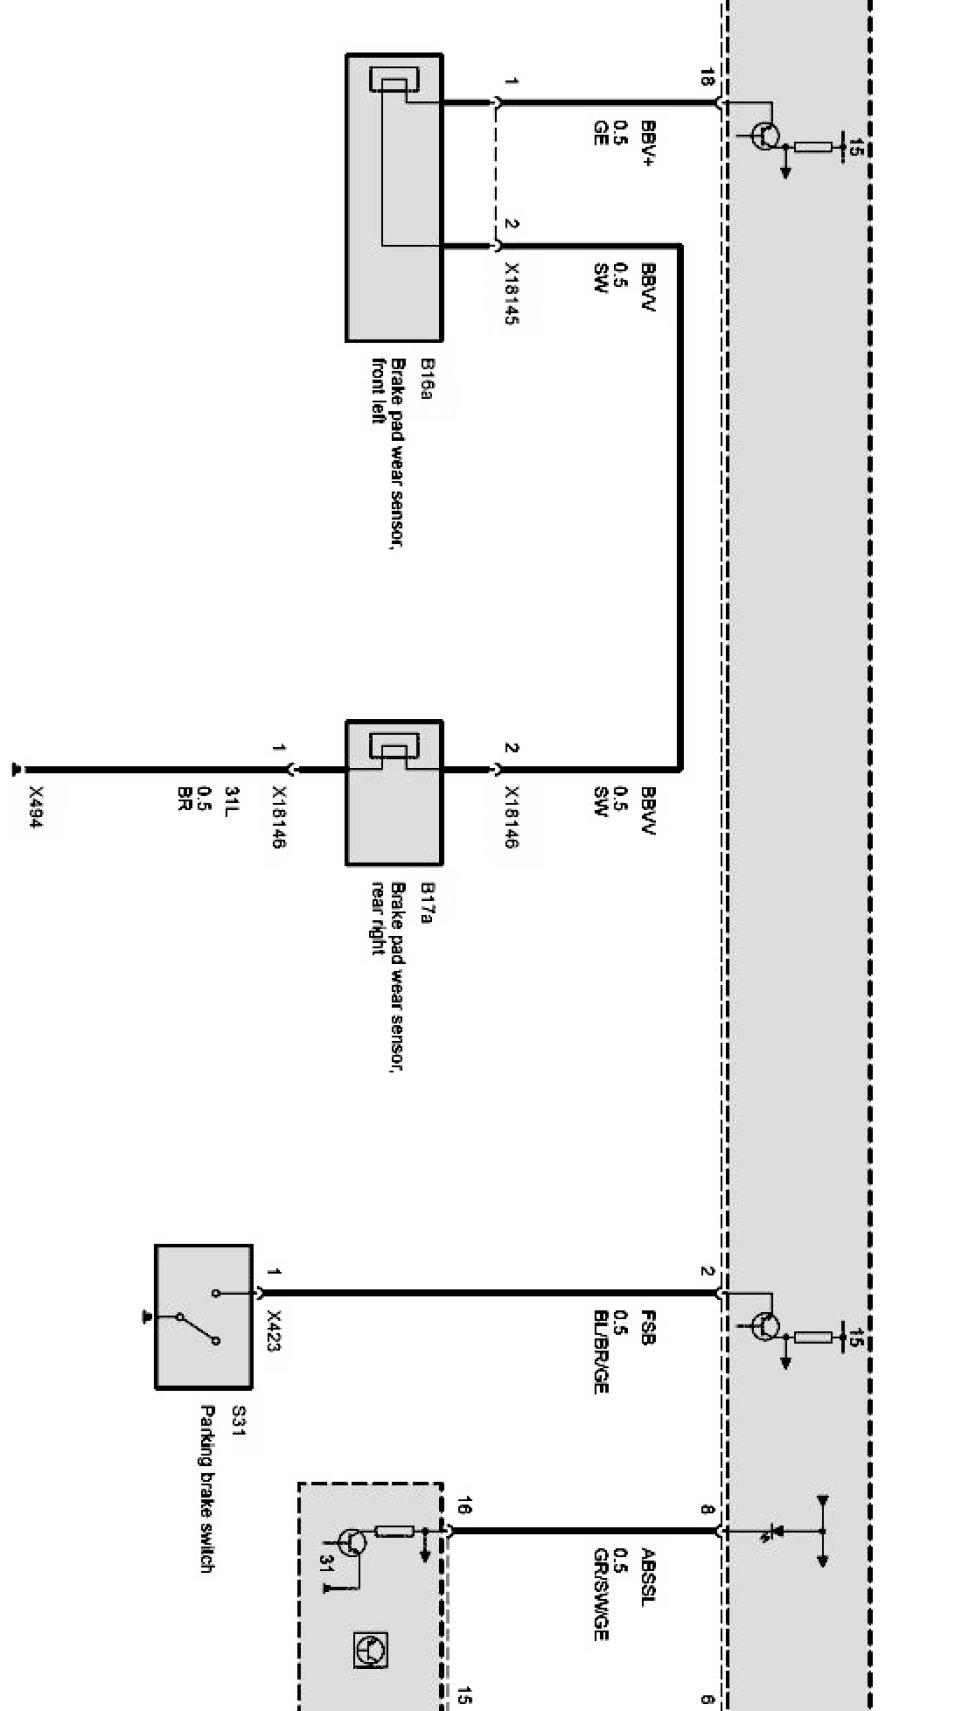 18
15
1
BBV+
0.5
GE
2
X18145
BBVV
0.5
SW
B16a
Brake pad wear sensor,
front left
2
X18146
BBVV
0.5
SW
1
X18146
31L
0.5
BR
X494
B17a
Brake pad wear sensor,
rear right
2
15
FSB
0.5
BL/BR/GE
1
X423
S31
Parking brake switch
8
16
ABSSL
0.5
GR/SW/GE
31
15
6